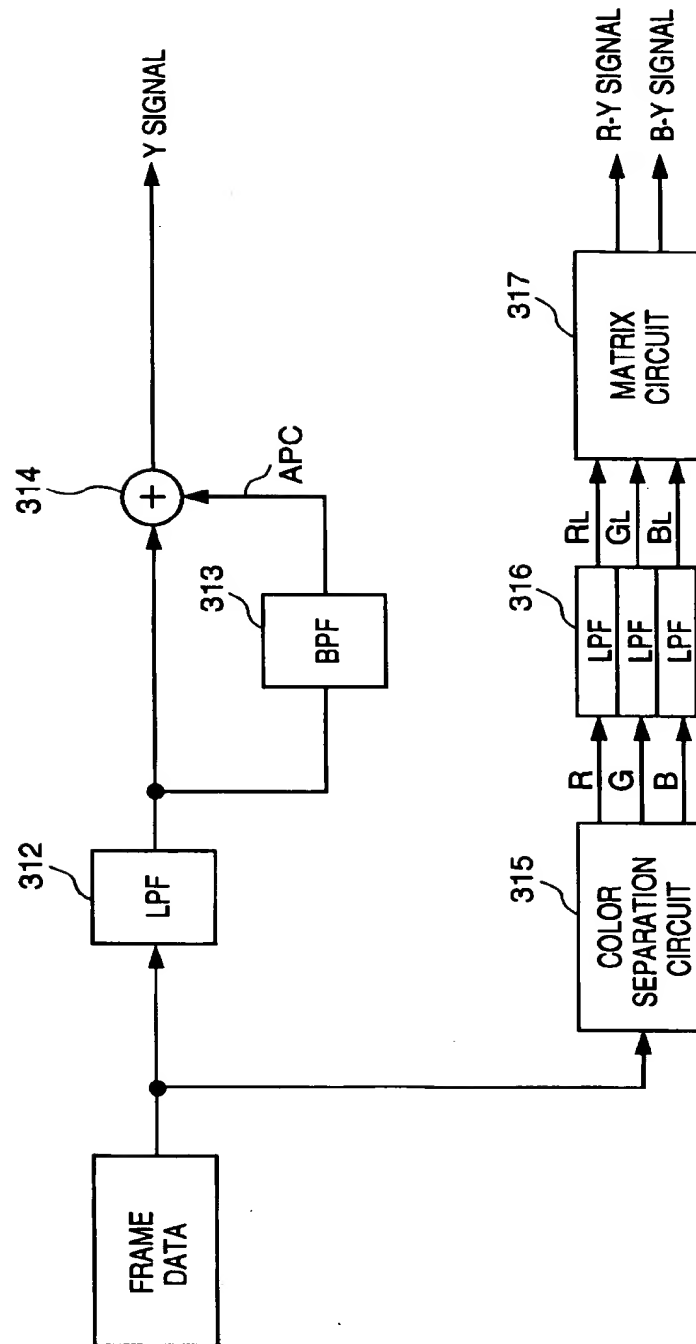 FRAME
DATA
312
LPF
313
BPF
APC
314
Y SIGNAL
315
COLOR
SEPARATION
CIRCUIT
R
G
B
316
LPF
LPF
LPF
RL
GL
BL
317
MATRIX
CIRCUIT
R-Y SIGNAL
B-Y SIGNAL